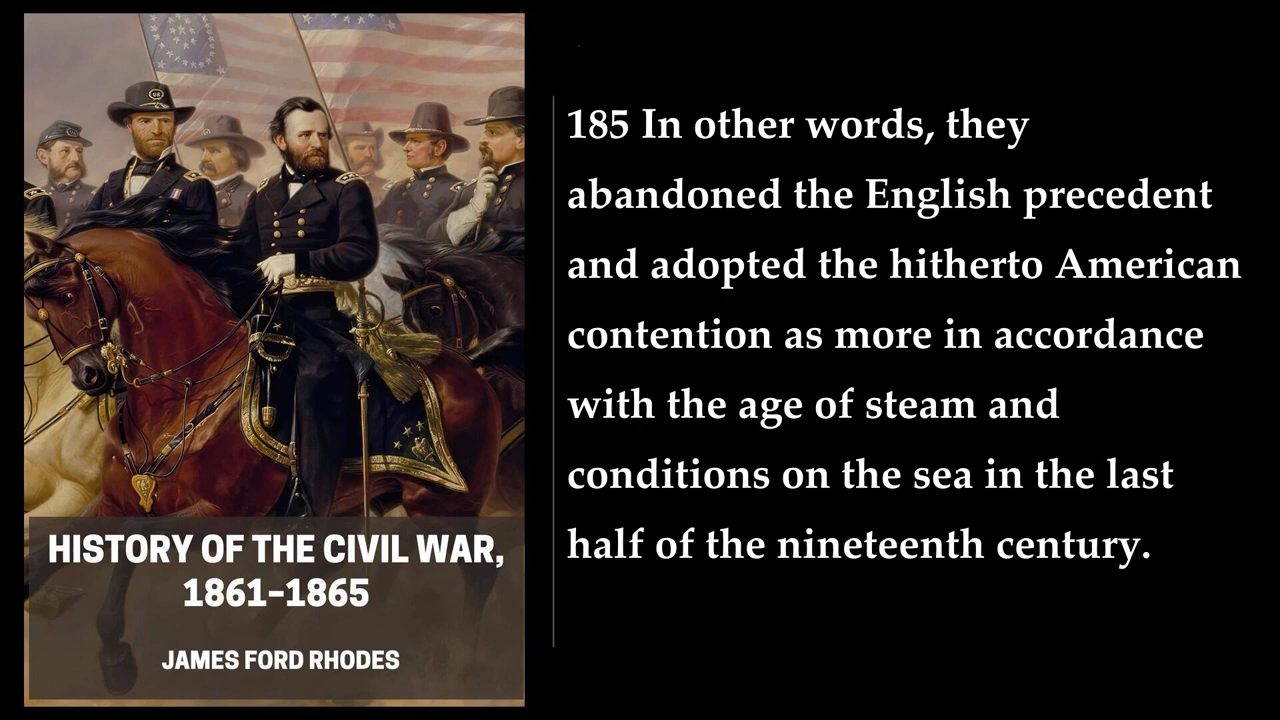 HISTORY OF THE CIVIL WAR,
1861–1865
JAMES FORD RHODES
185 In other words, they
abandoned the English precedent
and adopted the hitherto American
contention as more in accordance
with the age of steam and
conditions on the sea in the last
half of the nineteenth century.